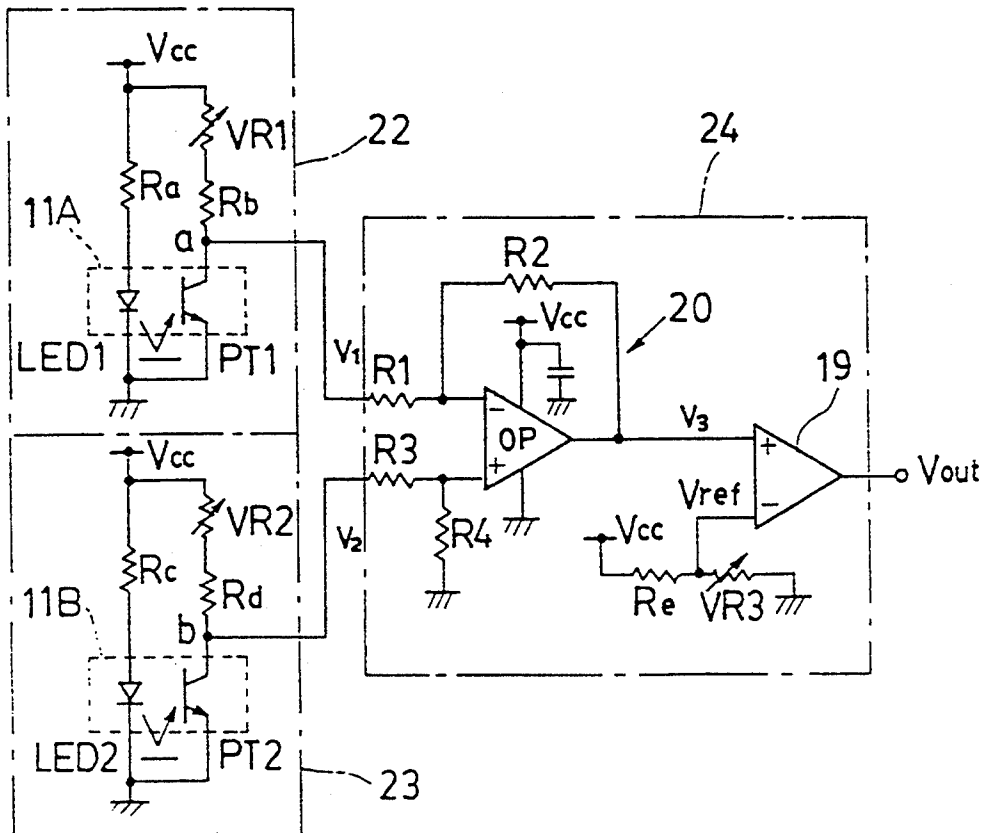 Vcc
VR1
22
Ra
Rb
11A
a
LED1
PT1
24
R2
Vcc
20
V1
R1
OP
−
+
19
V3
+
−
Vout
Vref
R3
V2
R4
Vcc
Re
VR3
Vcc
VR2
Rc
Rd
11B
b
LED2
PT2
23